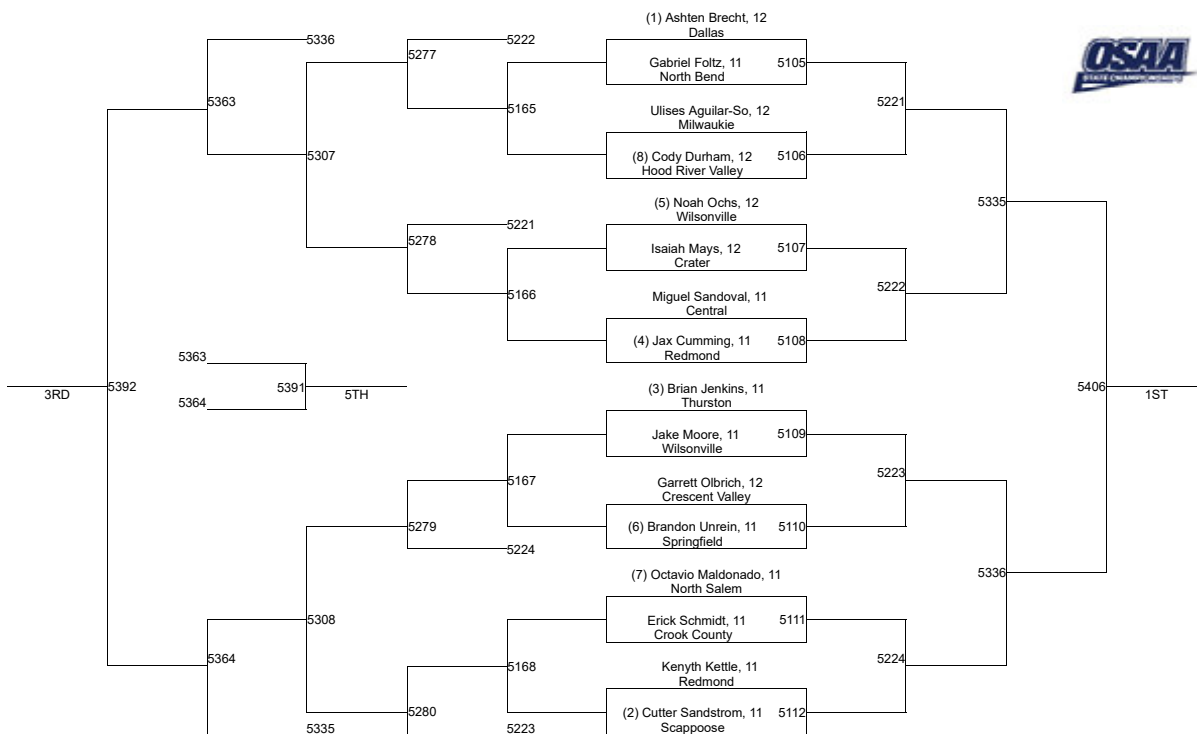 (1) Ashten Brecht, 12
Dallas
OSAA
STATE CHAMPIONSHIPS
5336
5277
5222
Gabriel Foltz, 11
5105
North Bend
5363
5165
5221
Ulises Aguilar-So, 12
Milwaukie
5307
(8) Cody Durham, 12
5106
Hood River Valley
(5) Noah Ochs, 12
Wilsonville
5335
5278
5221
Isaiah Mays, 12
5107
Crater
5166
5222
Miguel Sandoval, 11
Central
(4) Jax Cumming, 11
5108
Redmond
5363
5391
5364
5TH
5392
3RD
(3) Brian Jenkins, 11
Thurston
5406
1ST
Jake Moore, 11
5109
Wilsonville
5167
5223
Garrett Olbrich, 12
Crescent Valley
5279
(6) Brandon Unrein, 11
5110
Springfield
5224
(7) Octavio Maldonado, 11
North Salem
5336
5308
Erick Schmidt, 11
5111
Crook County
5364
5168
5224
Kenyth Kettle, 11
Redmond
5335
5280
5223
(2) Cutter Sandstrom, 11
5112
Scappoose